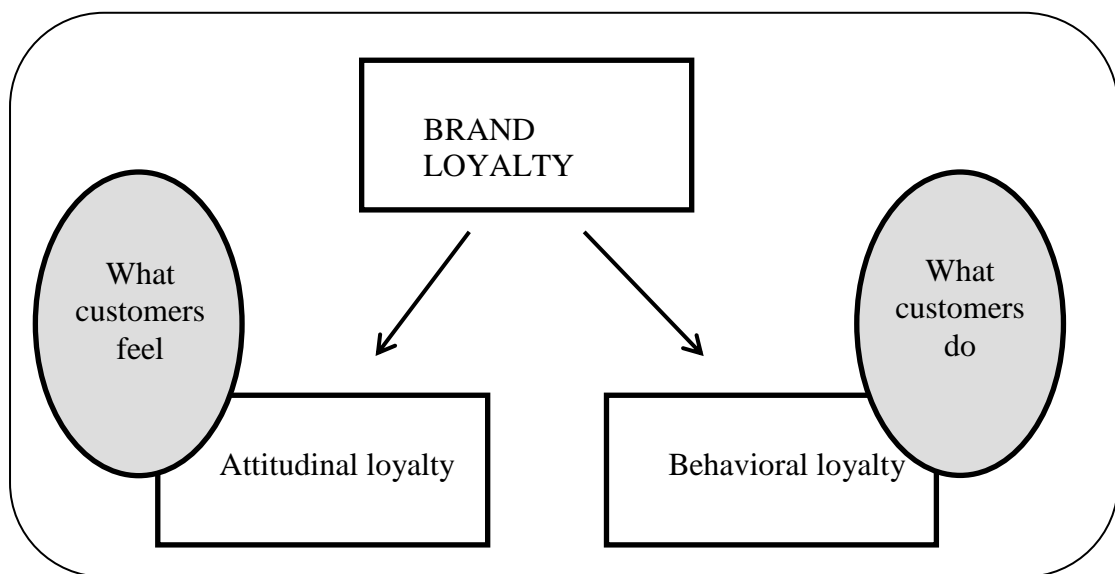 BRAND
LOYALTY
What
customers
feel
What
customers
do
Attitudinal loyalty
Behavioral loyalty